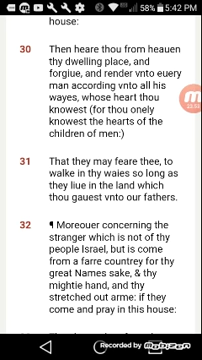 58% 5:42 PM
house:
30 Then heare thou from heauen
thy dwelling place, and
forgiue, and render vnto euery
man according vnto all his
wayes, whose heart thou
knowest (for thou onely
knowest the hearts of the
children of men:)
31 That they may feare thee, to
walke in thy waies so long as
they liue in the land which
thou gauest vnto our fathers.
32 ¶ Moreouer concerning the
stranger which is not of thy
people Israel, but is come
from a farre countrey for thy
great Names sake, & thy
mightie hand, and thy
stretched out arme: if they
come and pray in this house:
Recorded by